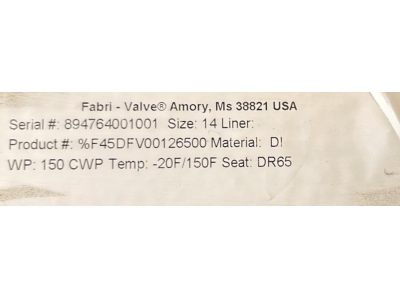 Fabri - Valve® Amory, Ms 38821 USA
Serial #: 894764001001 Size: 14 Liner:
Product #: %F45DFV00126500 Material: DI
WP: 150 CWP Temp: -20F/150F Seat: DR65